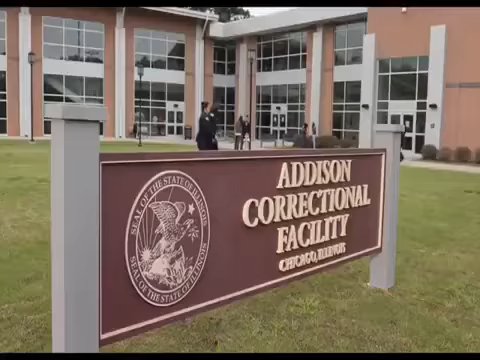 SEAL OF THE STATE OF ILLINOIS
SEAL OF THE STATE OF ILLINOIS
ADDISON
CORRECTIONAL
FACILITY
CHICAGO, ILLINOIS